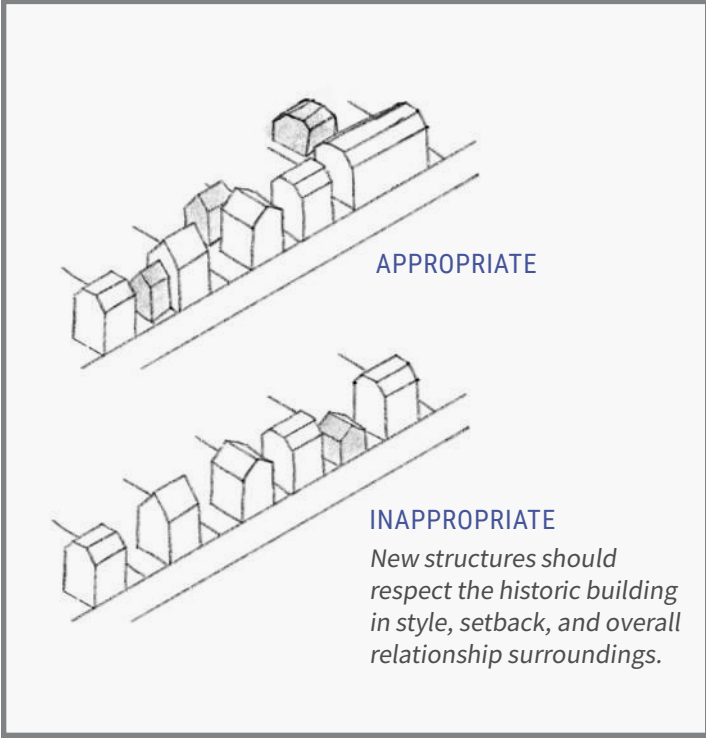 APPROPRIATE
INAPPROPRIATE
New structures should
respect the historic building
in style, setback, and overall
relationship surroundings.